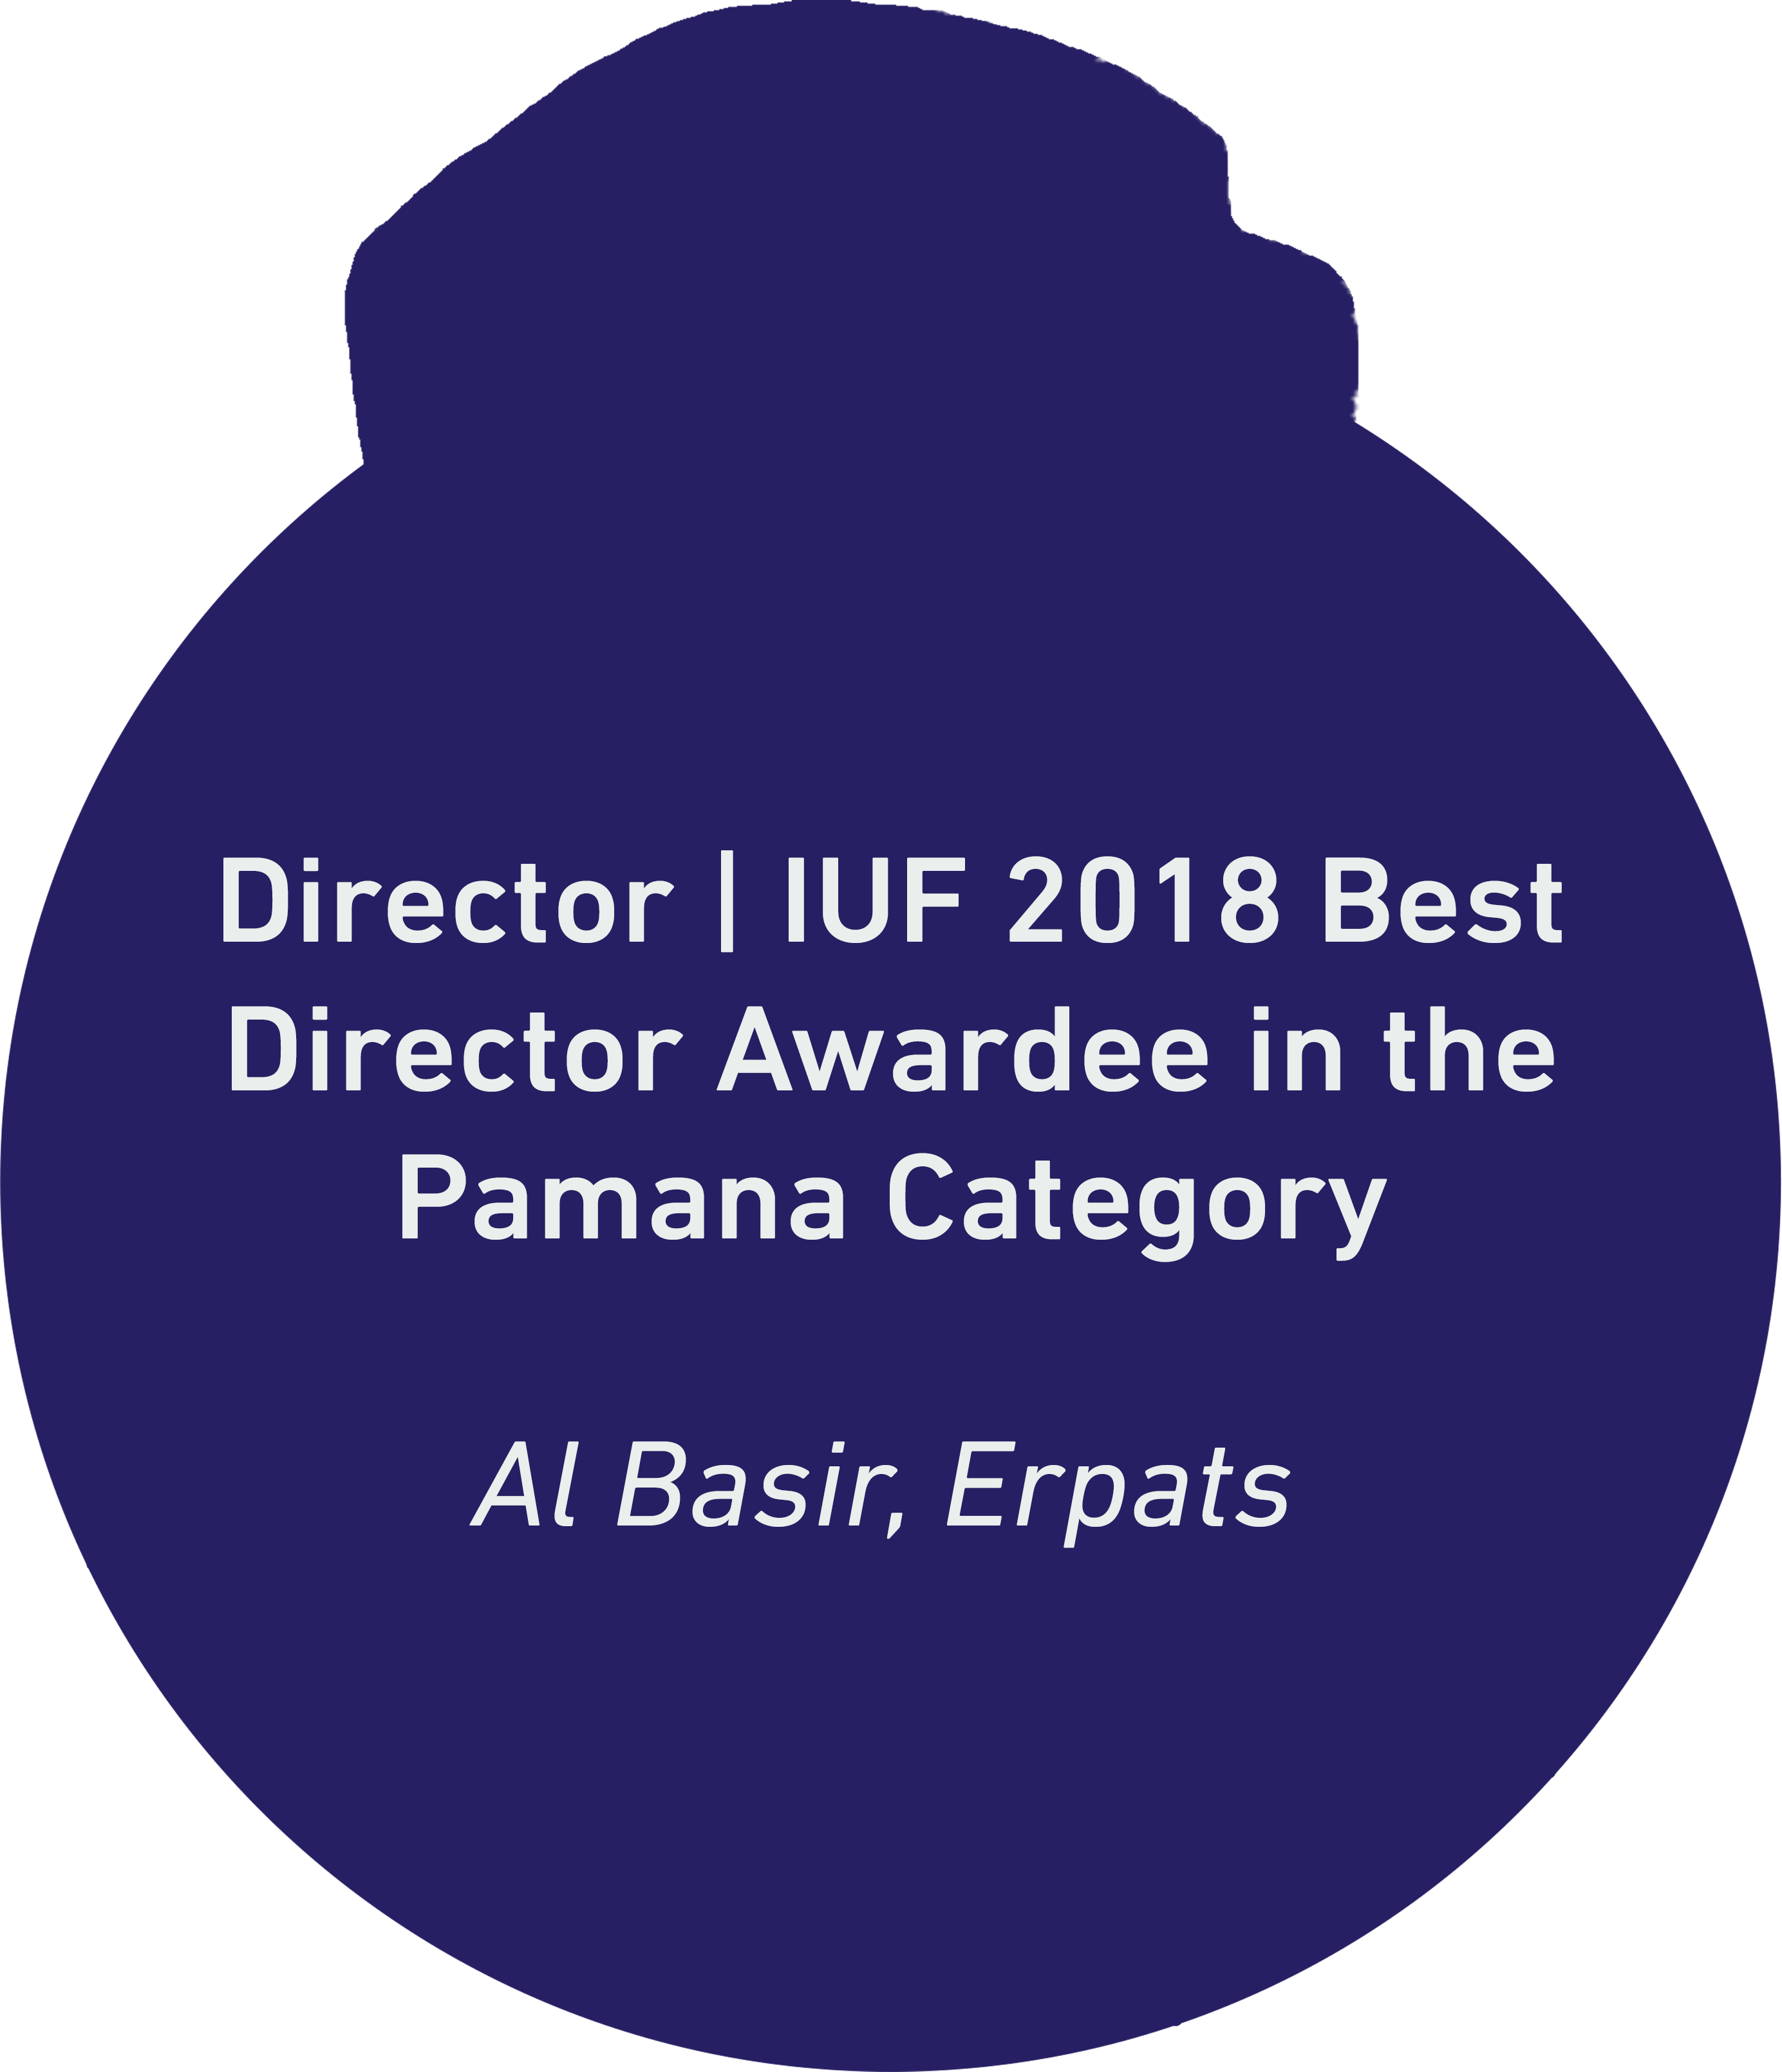 Director | IUF 2018 Best
Director Awardee in the
Pamana Category
Al Basir, Erpats